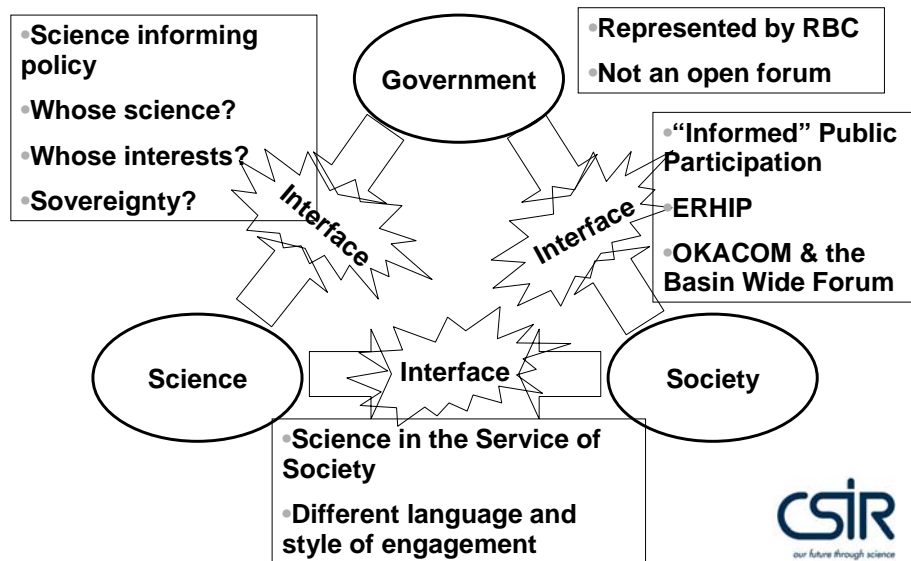 •Science informing
policy
•Whose science?
•Whose interests?
•Sovereignty?
Government
•Represented by RBC
•Not an open forum
•“Informed” Public
Participation
•ERHIP
•OKACOM & the
Basin Wide Forum
Interface
Interface
Science
Interface
Society
•Science in the Service of
Society
•Different language and
style of engagement
CSIR
our future through science